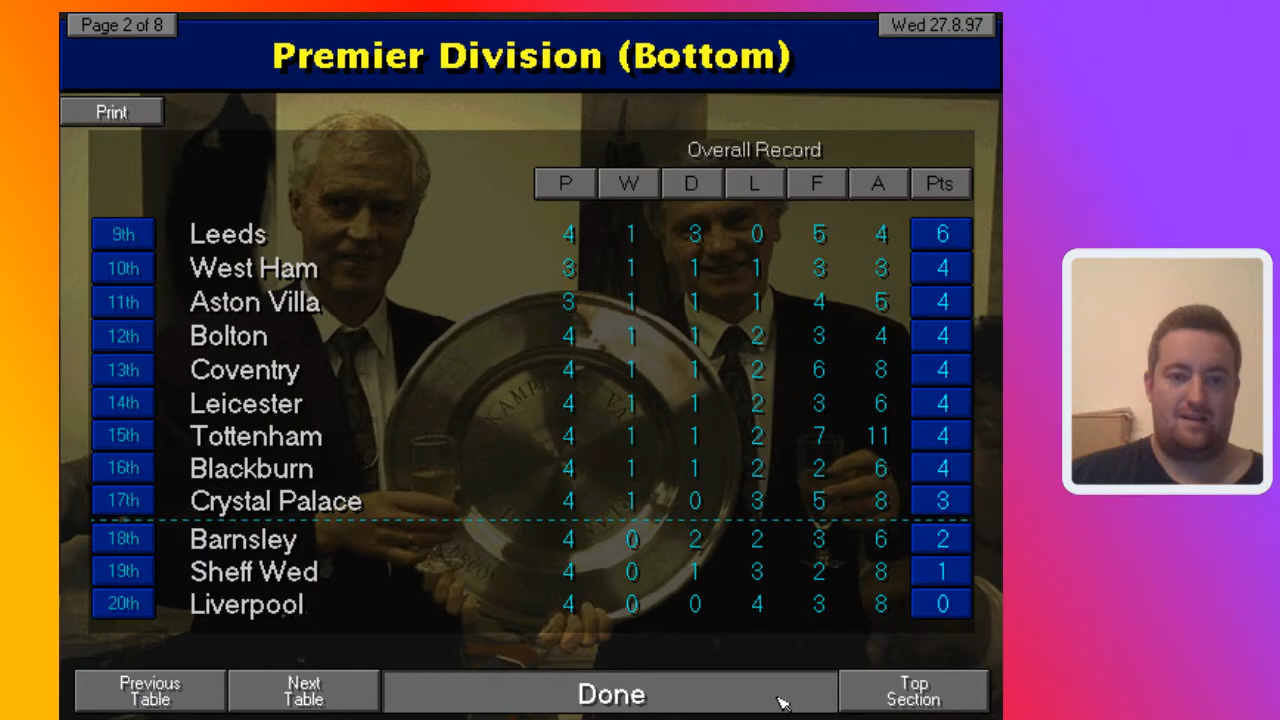 Page 2 of 8
Wed 27.8.97
Premier Division (Bottom)
Print
Overall Record
P W D L F A Pts
9th Leeds 4 1 3 0 5 4 6
10th West Ham 3 1 1 1 3 3 4
11th Aston Villa 3 1 1 1 4 5 4
12th Bolton 4 1 1 2 3 4 4
13th Coventry 4 1 1 2 6 8 4
14th Leicester 4 1 1 2 3 6 4
15th Tottenham 4 1 1 2 7 11 4
16th Blackburn 4 1 1 2 2 6 4
17th Crystal Palace 4 1 0 3 5 8 3
18th Barnsley 4 0 2 2 3 6 2
19th Sheff Wed 4 0 1 3 2 8 1
20th Liverpool 4 0 0 4 3 8 0
Previous
Table
Next
Table
Done
Top
Section